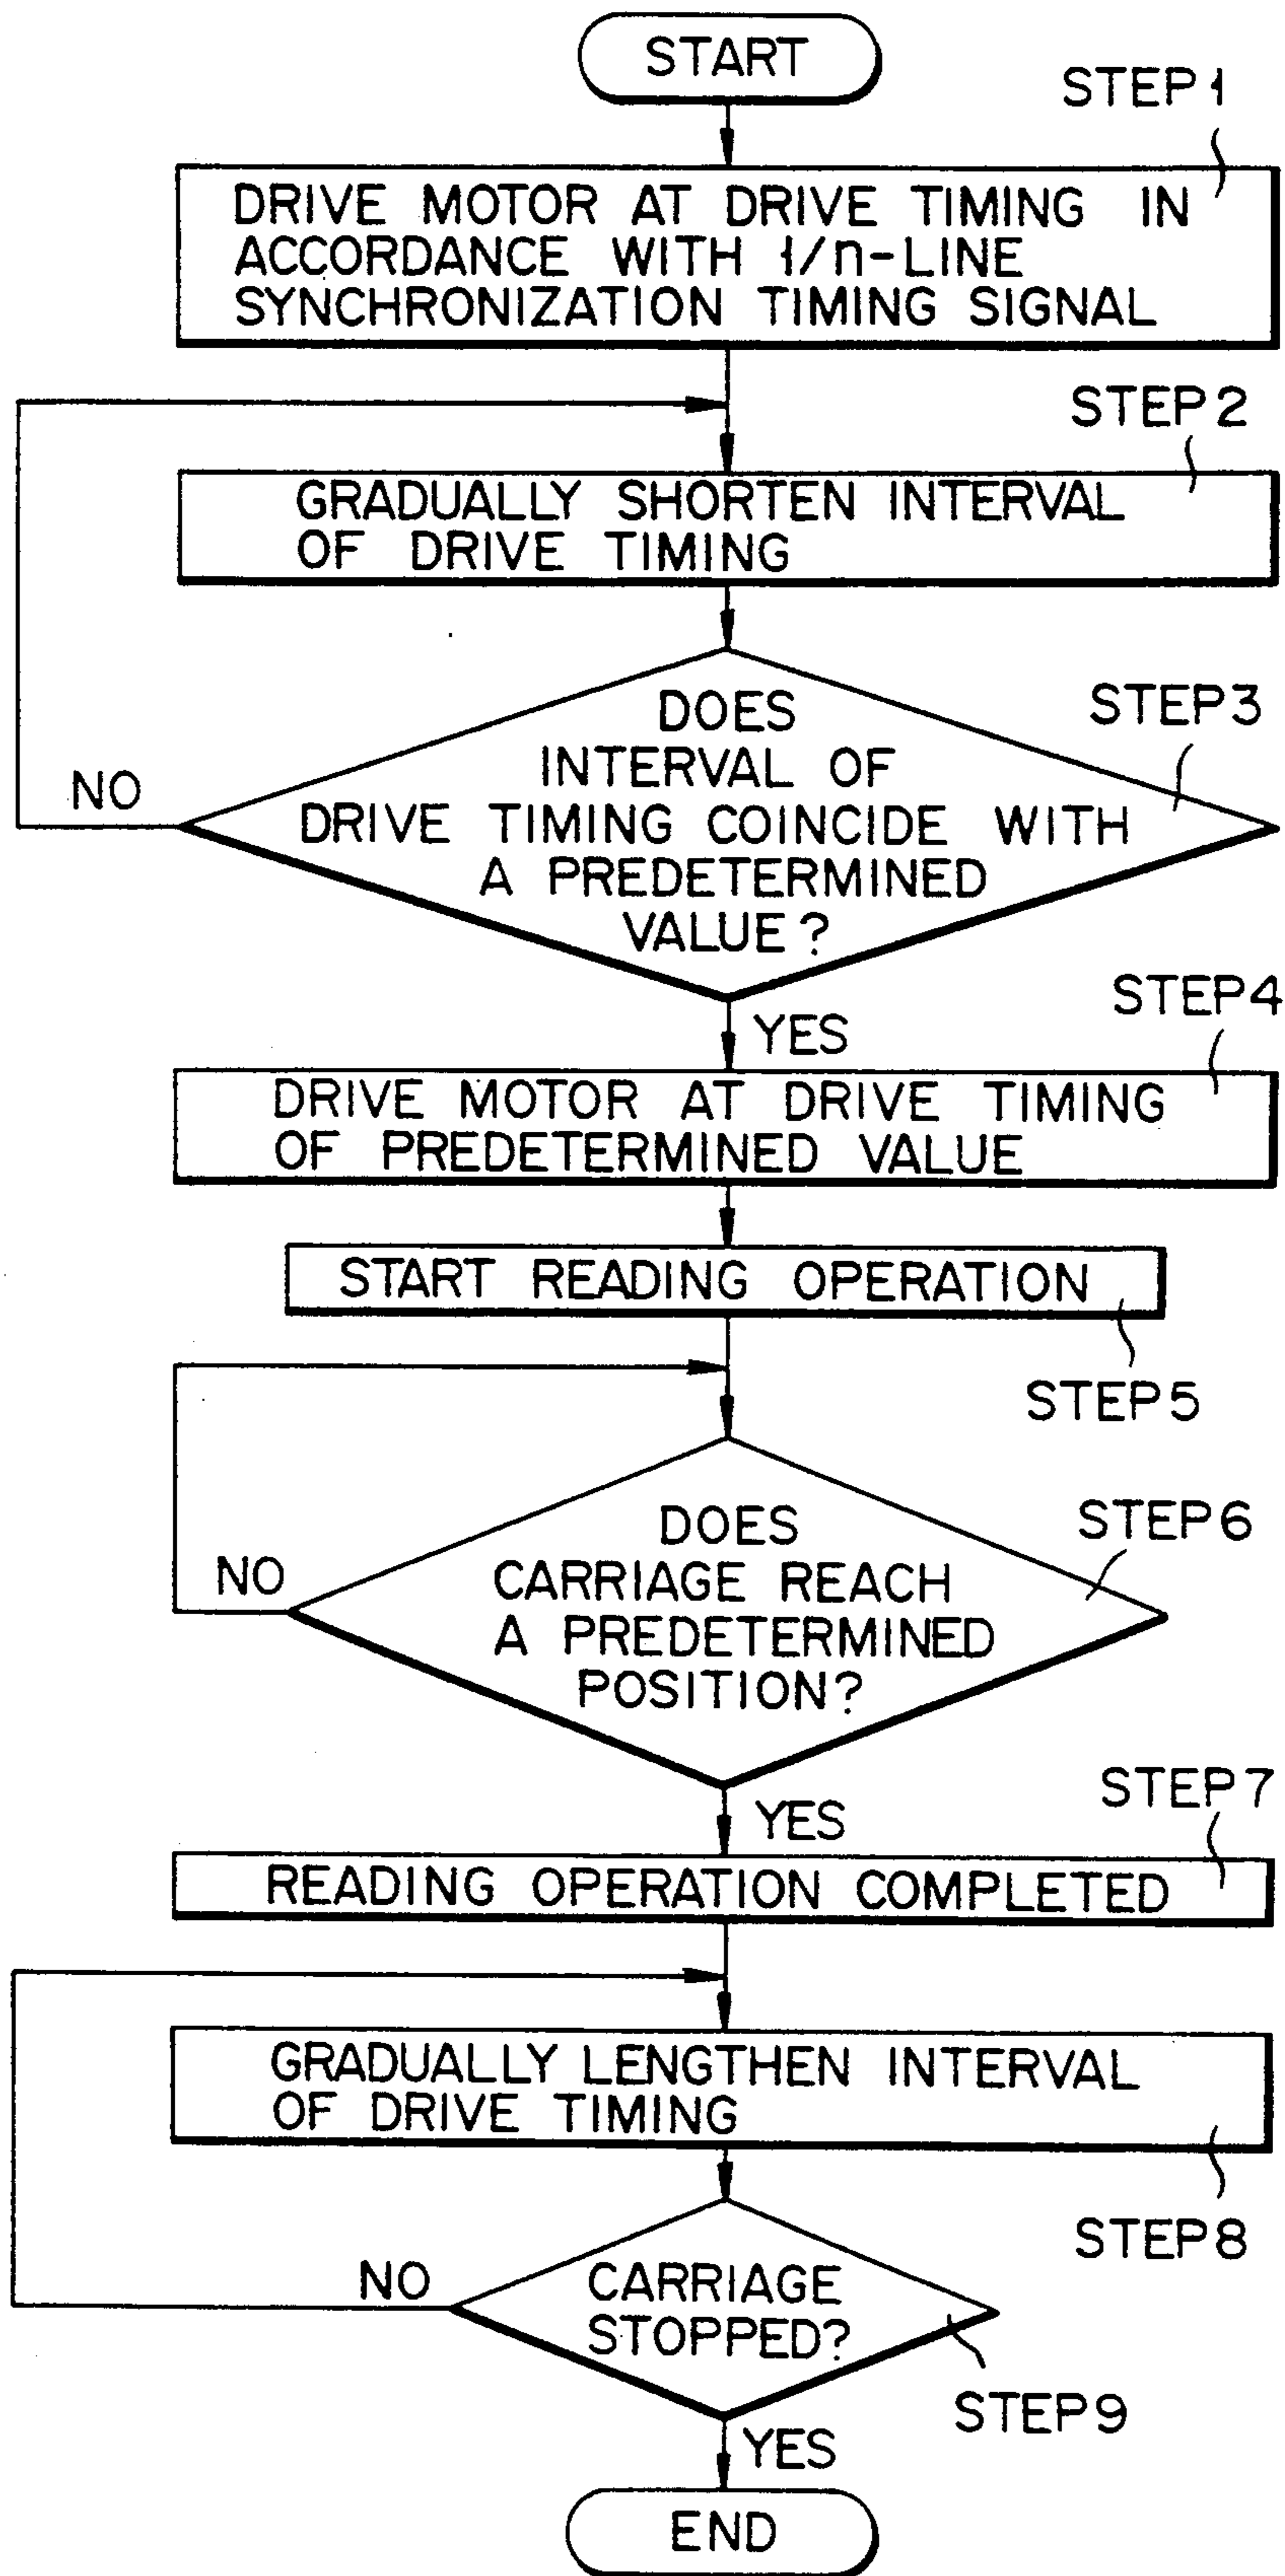 START
STEP1
DRIVE MOTOR AT DRIVE TIMING IN
ACCORDANCE WITH 1/n-LINE
SYNCHRONIZATION TIMING SIGNAL
STEP2
GRADUALLY SHORTEN INTERVAL
OF DRIVE TIMING
STEP3
DOES
INTERVAL OF
DRIVE TIMING COINCIDE WITH
A PREDETERMINED
VALUE?
NO
YES
STEP4
DRIVE MOTOR AT DRIVE TIMING
OF PREDETERMINED VALUE
START READING OPERATION
STEP5
DOES
CARRIAGE REACH
A PREDETERMINED
POSITION?
STEP6
NO
YES
STEP7
READING OPERATION COMPLETED
GRADUALLY LENGTHEN INTERVAL
OF DRIVE TIMING
STEP8
NO
CARRIAGE
STOPPED?
STEP9
YES
END